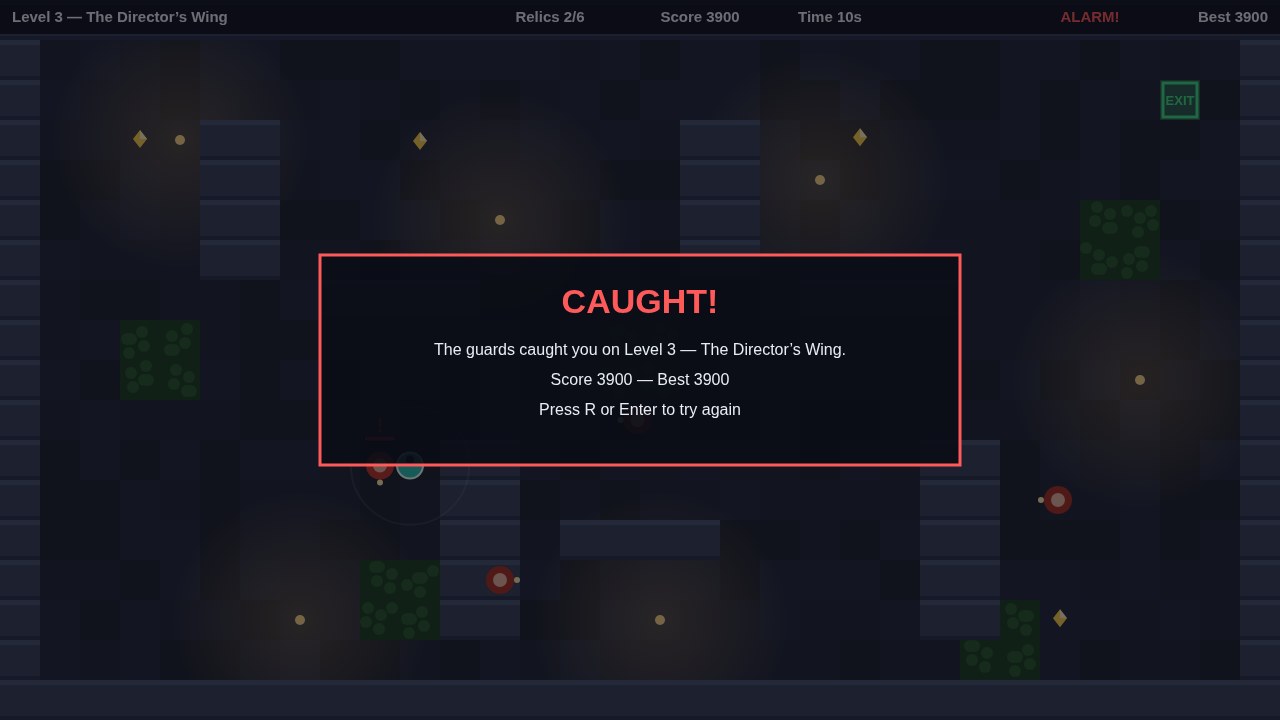 Level 3 — The Director’s Wing
Relics 2/6
Score 3900
Time 10s
ALARM!
Best 3900
EXIT
CAUGHT!
The guards caught you on Level 3 — The Director’s Wing.
Score 3900 — Best 3900
Press R or Enter to try again